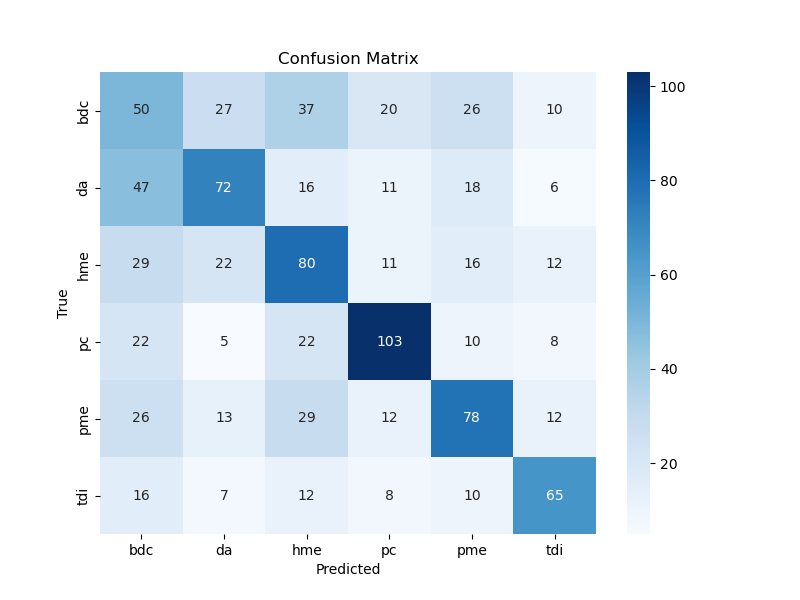 Confusion Matrix
bdc 50 27 37 20 26 10
da 47 72 16 11 18 6
hme 29 22 80 11 16 12
pc 22 5 22 103 10 8
pme 26 13 29 12 78 12
tdi 16 7 12 8 10 65
bdc da hme pc pme tdi
True
Predicted
100
80
60
40
20